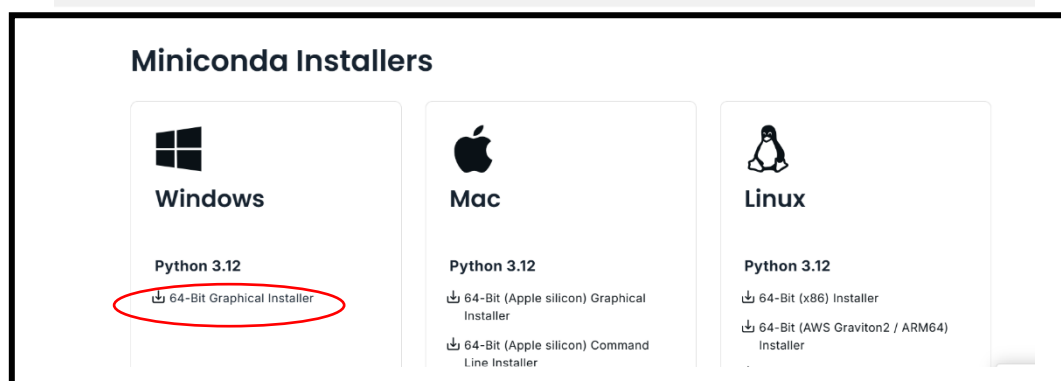 Miniconda Installers
Windows
Python 3.12
64-Bit Graphical Installer
Mac
Python 3.12
64-Bit (Apple silicon) Graphical
Installer
64-Bit (Apple silicon) Command
Line Installer
Linux
Python 3.12
64-Bit (x86) Installer
64-Bit (AWS Graviton2 / ARM64)
Installer